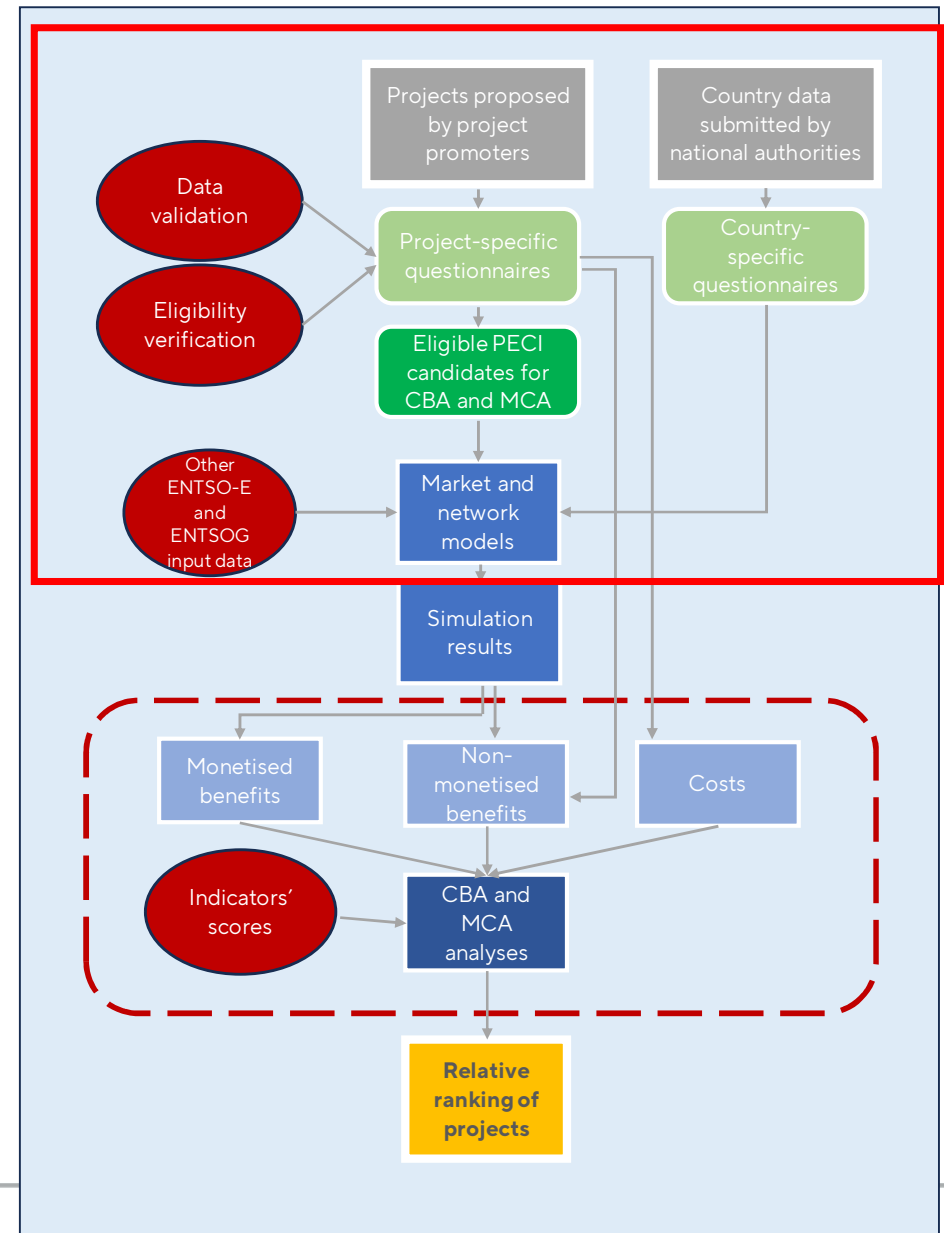 Projects proposed
by project
promoters
Country data
submitted by
national authorities
Data
validation
Project-specific
questionnaires
Country-
specific
questionnaires
Eligibility
verification
Eligible PECI
candidates for
CBA and MCA
Other
ENTSO-E
and
ENTSOG
input data
Market and
network
models
Simulation
results
Monetised
benefits
Non-
monetised
benefits
Costs
Indicators’
scores
CBA and
MCA
analyses
Relative
ranking of
projects